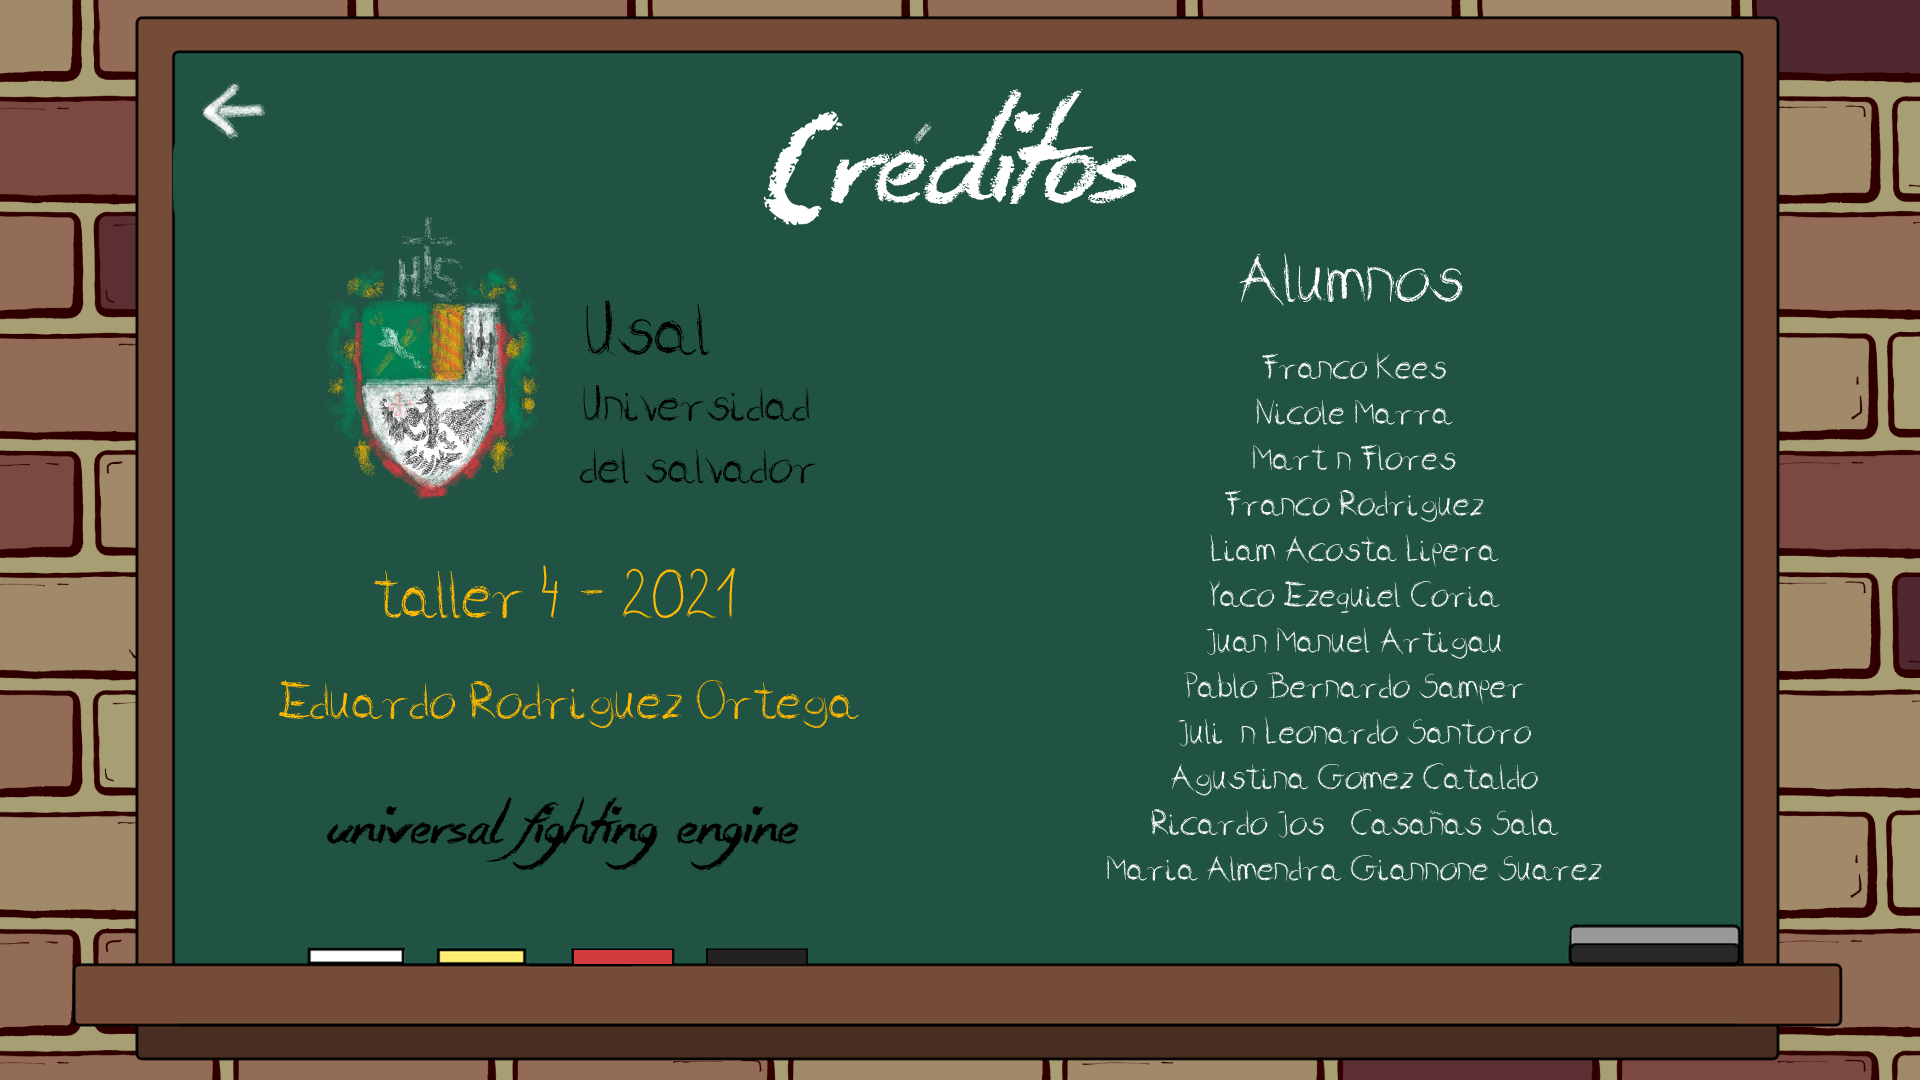 Créditos
HIS
Usal
Universidad
del salvador
taller 4 - 2021
Eduardo Rodriguez Ortega
universal fighting engine
Alumnos
Franco Kees
Nicole Marra
Mart n Flores
Franco Rodriguez
Liam Acosta Lipera
Yaco Ezequiel Coria
Juan Manuel Artigau
Pablo Bernardo Samper
Juli n Leonardo Santoro
Agustina Gomez Cataldo
Ricardo Jos Casañas Sala
Maria Almendra Giannone Suarez